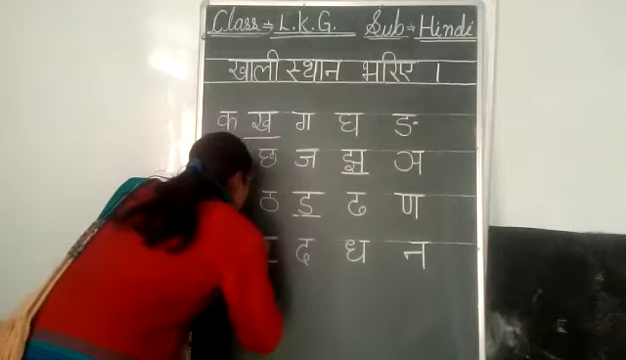 Class⇒ L.K.G. Sub⇒ Hindi
खाली स्थान भरिए ।
क ख ग घ ङ
छ ज झ ञ
ठ ड ढ ण
द ध न